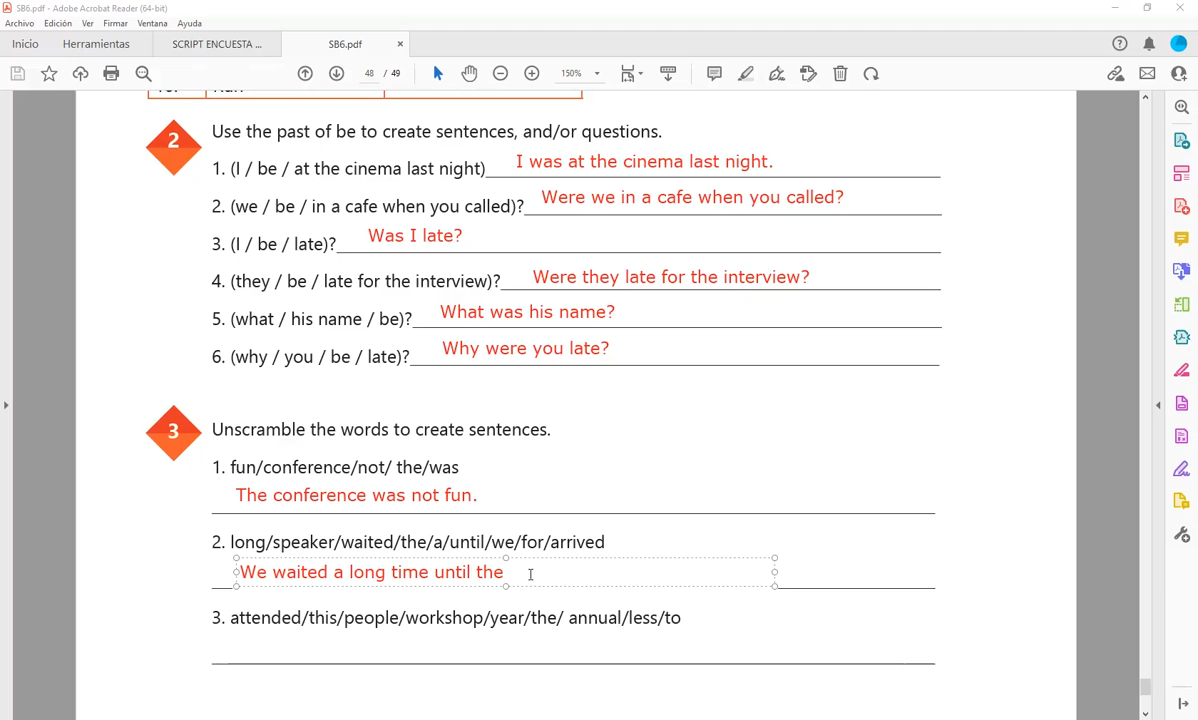 SB6.pdf - Adobe Acrobat Reader (64-bit)
Archivo Edición Ver Firmar Ventana Ayuda
Inicio Herramientas SCRIPT ENCUESTA ... SB6.pdf ×
48 / 49 150%
2
Use the past of be to create sentences, and/or questions.
1. (I / be / at the cinema last night) I was at the cinema last night.
2. (we / be / in a cafe when you called)? Were we in a cafe when you called?
3. (I / be / late)? Was I late?
4. (they / be / late for the interview)? Were they late for the interview?
5. (what / his name / be)? What was his name?
6. (why / you / be / late)? Why were you late?
3
Unscramble the words to create sentences.
1. fun/conference/not/ the/was
The conference was not fun.
2. long/speaker/waited/the/a/until/we/for/arrived
We waited a long time until the
3. attended/this/people/workshop/year/the/ annual/less/to